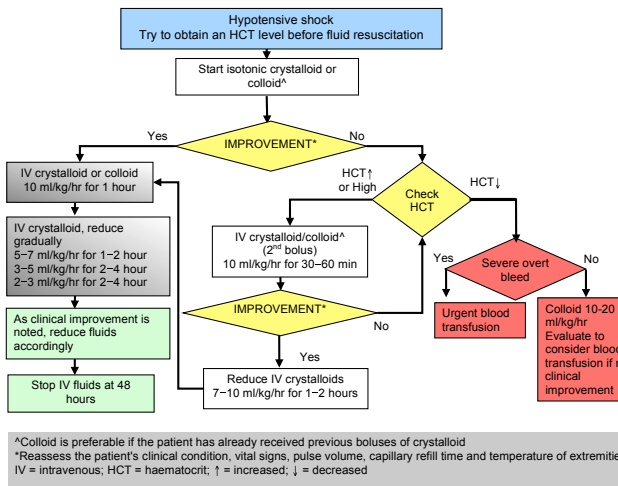 Hypotensive shock
Try to obtain an HCT level before fluid resuscitation
Start isotonic crystalloid or
colloid^
Yes
IMPROVEMENT*
No
IV crystalloid or colloid
10 ml/kg/hr for 1 hour
HCT↑
or High
Check
HCT
HCT↓
IV crystalloid, reduce
gradually
5–7 ml/kg/hr for 1–2 hour
3–5 ml/kg/hr for 2–4 hour
2–3 ml/kg/hr for 2–4 hour
IV crystalloid/colloid^
(2nd bolus)
10 ml/kg/hr for 30–60 min
Yes
Severe overt
bleed
No
As clinical improvement is
noted, reduce fluids
accordingly
IMPROVEMENT*
No
Urgent blood
transfusion
Colloid 10-20
ml/kg/hr
Evaluate to
consider blood
transfusion if
clinical
improvement
Yes
Stop IV fluids at 48
hours
Reduce IV crystalloids
7–10 ml/kg/hr for 1–2 hours
^Colloid is preferable if the patient has already received previous boluses of crystalloid
*Reassess the patient's clinical condition, vital signs, pulse volume, capillary refill time and temperature of extremitie
IV = intravenous; HCT = haematocrit; ↑ = increased; ↓ = decreased